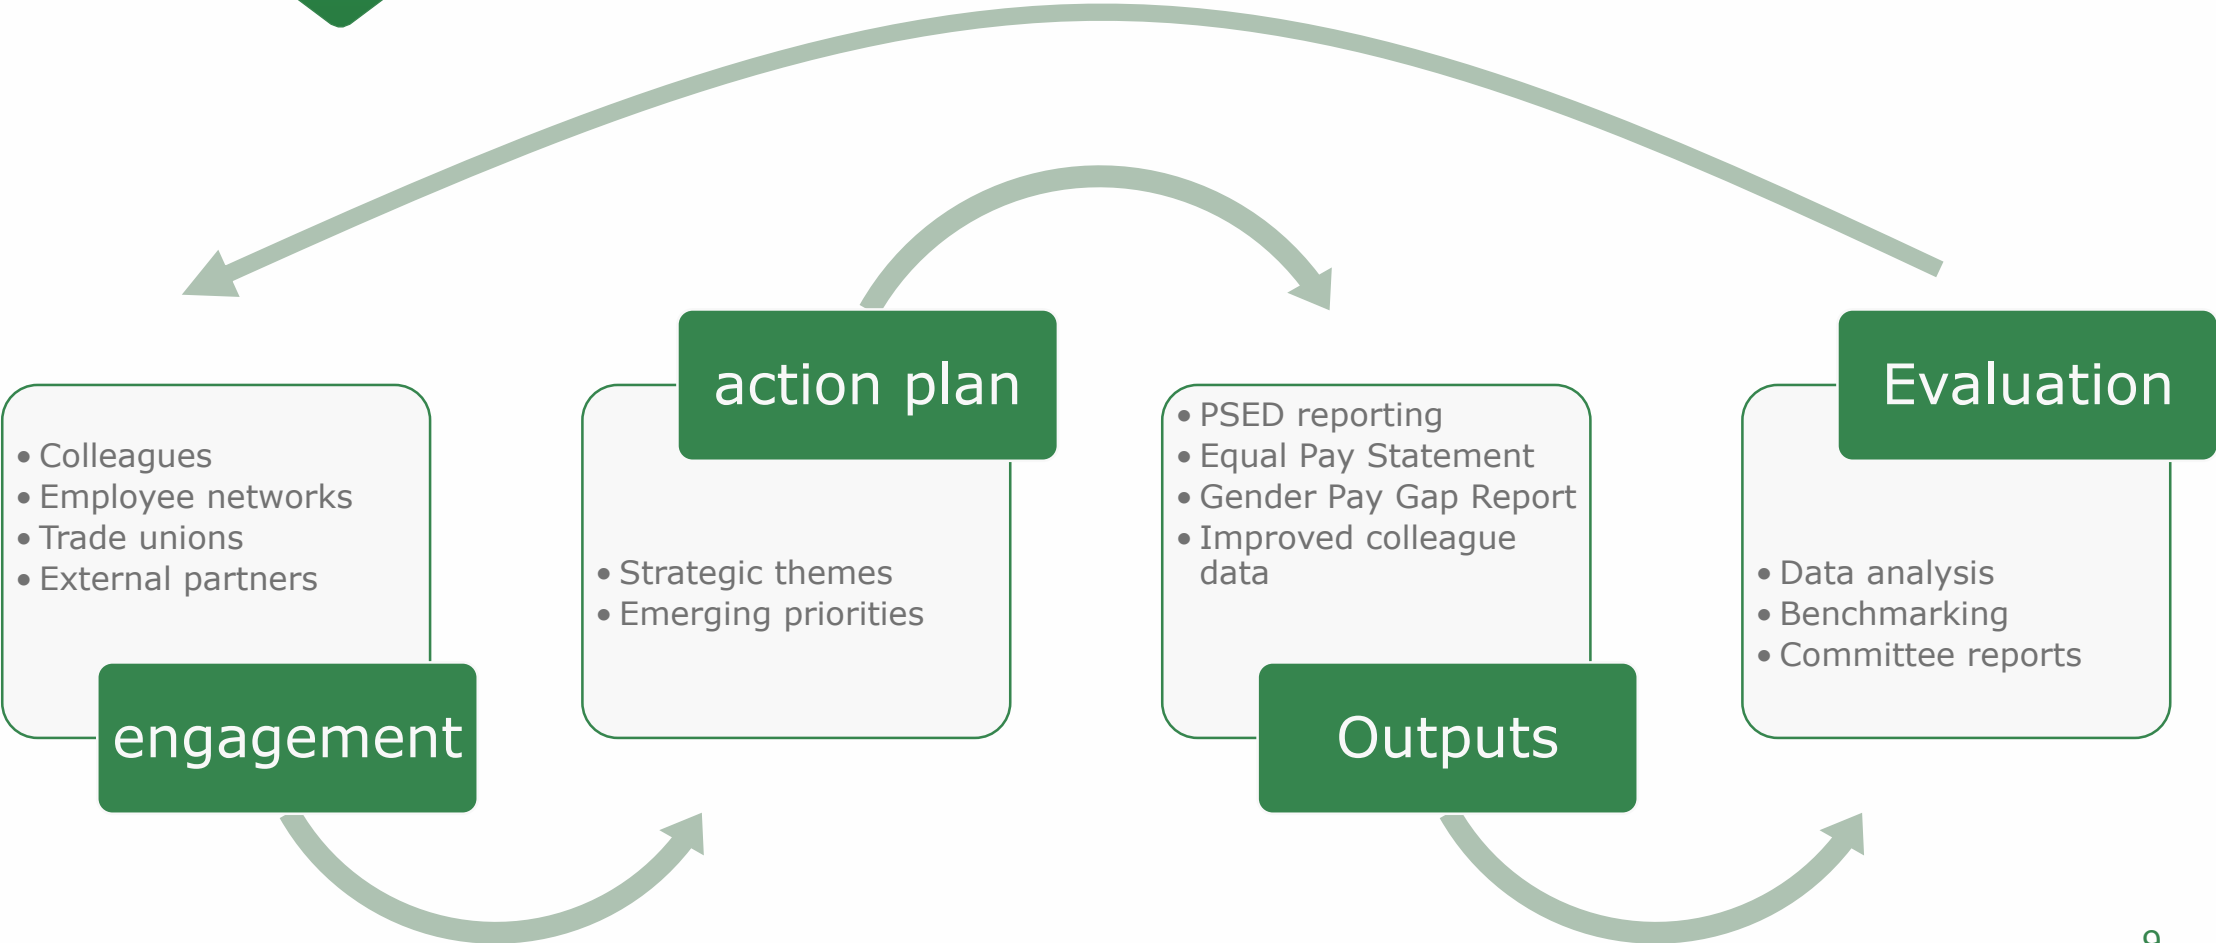 • Colleagues
• Employee networks
• Trade unions
• External partners
engagement
action plan
• Strategic themes
• Emerging priorities
• PSED reporting
• Equal Pay Statement
• Gender Pay Gap Report
• Improved colleague
data
Outputs
Evaluation
• Data analysis
• Benchmarking
• Committee reports